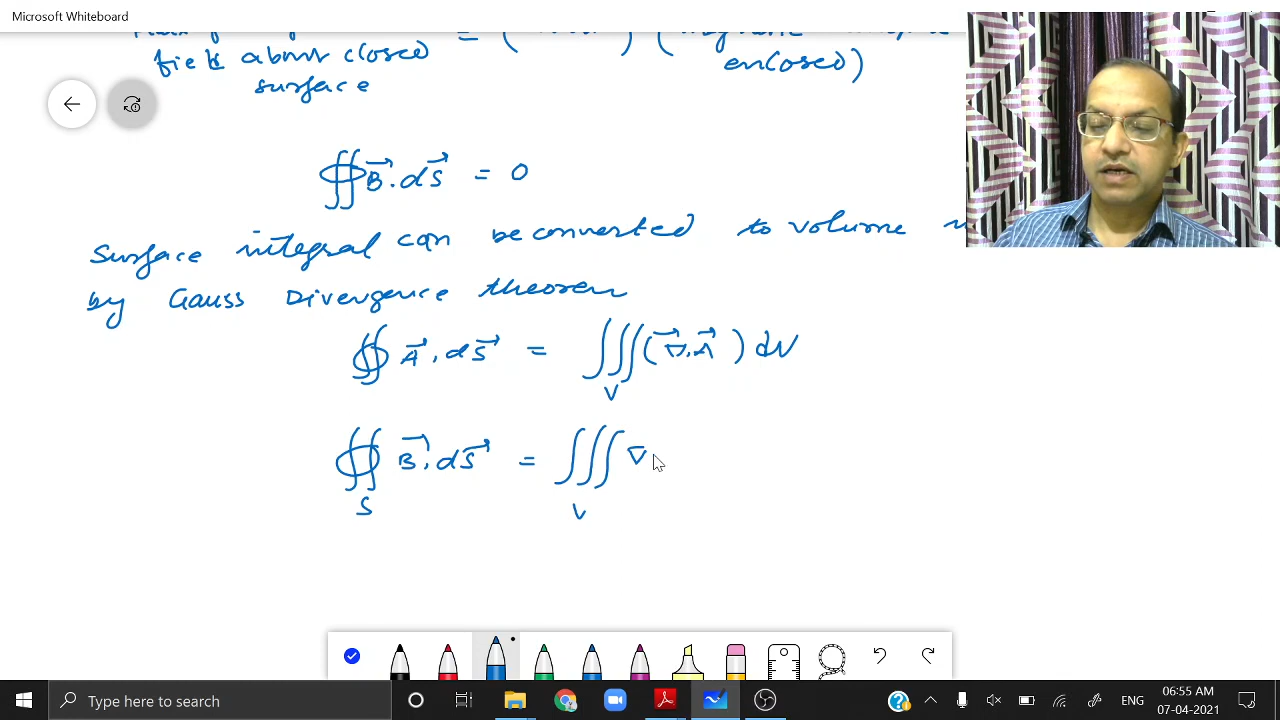 Microsoft Whiteboard
field about closed
surface
= ( ) (
enclosed)
∯ B⃗ . dS⃗ = 0
Surface integral can be converted to volume
by Gauss Divergence theorem
∯ A⃗ . dS⃗ = ∭ ( ∇⃗ . A⃗ ) dV
V
∯ B⃗ . dS⃗ = ∭ ∇
S V
Type here to search
ENG
06:55 AM
07-04-2021